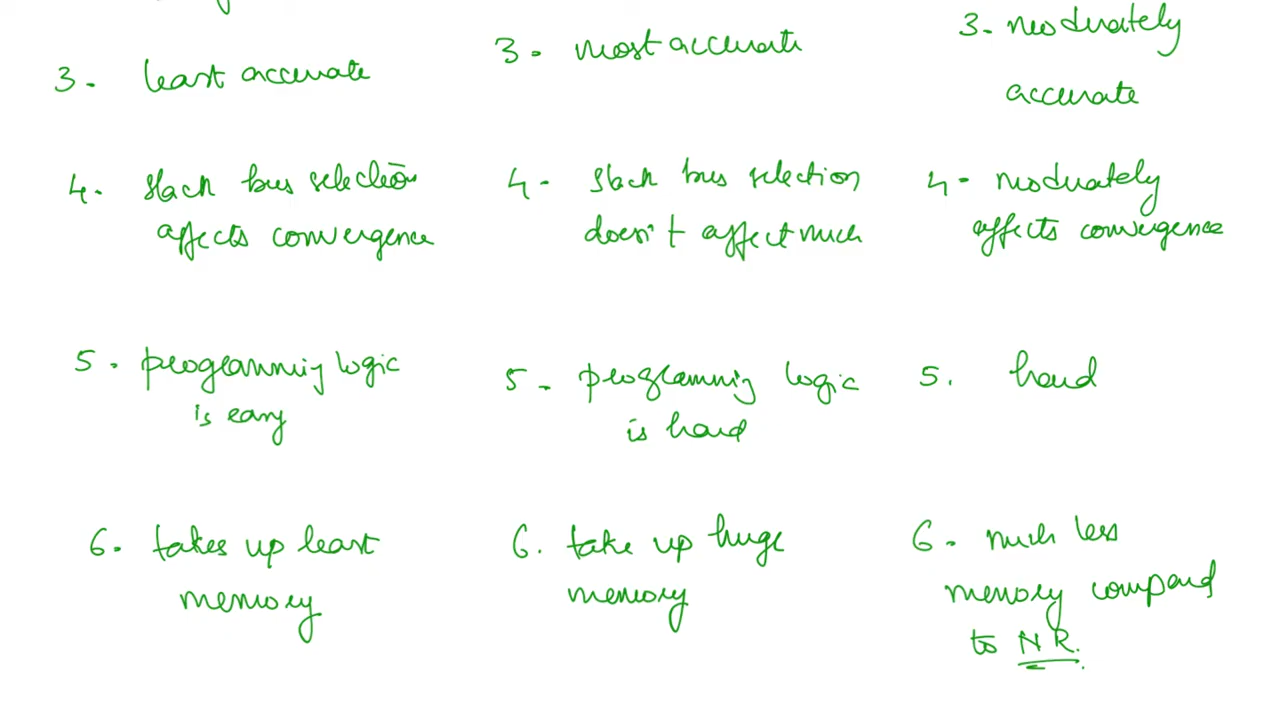 3. least accurate
3. most accurate
3. moderately
accurate
4. slack bus selection
affects convergence
4. slack bus selection
doesn't affect much
4. moderately
affects convergence
5. programming logic
is easy
5. programming logic
is hard
5. hard
6. takes up least
memory
6. take up huge
memory
6. much less
memory compared
to NR.